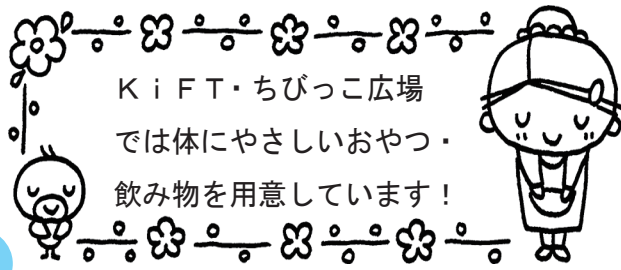 ＫｉＦＴ・ちびっこ広場
では体にやさしいおやつ・
飲み物を用意しています！